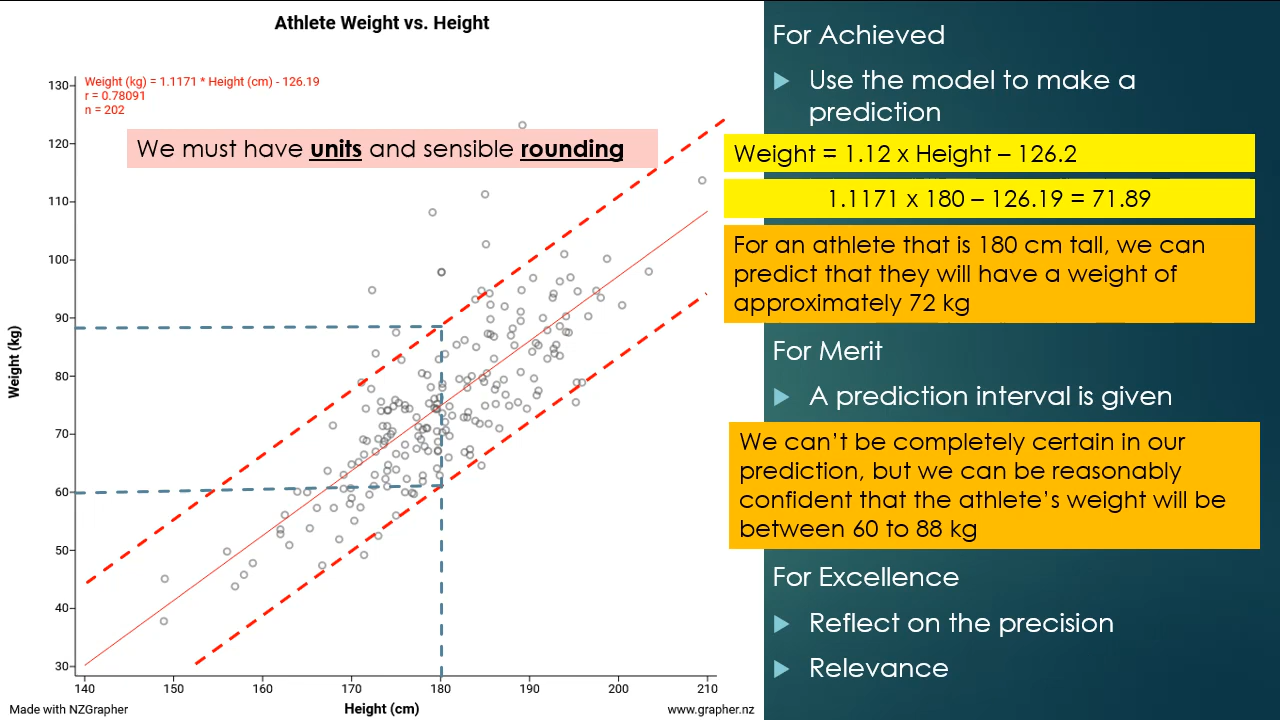 Athlete Weight vs. Height
Weight (kg) = 1.1171 * Height (cm) - 126.19
r = 0.78091
n = 202
We must have units and sensible rounding
130
120
110
100
90
80
70
60
50
40
30
Weight (kg)
140 150 160 170 180 190 200 210
Height (cm)
Made with NZGrapher
www.grapher.nz
For Achieved
Use the model to make a
prediction
Weight = 1.12 x Height – 126.2
1.1171 x 180 – 126.19 = 71.89
For an athlete that is 180 cm tall, we can
predict that they will have a weight of
approximately 72 kg
For Merit
A prediction interval is given
We can't be completely certain in our
prediction, but we can be reasonably
confident that the athlete's weight will be
between 60 to 88 kg
For Excellence
Reflect on the precision
Relevance